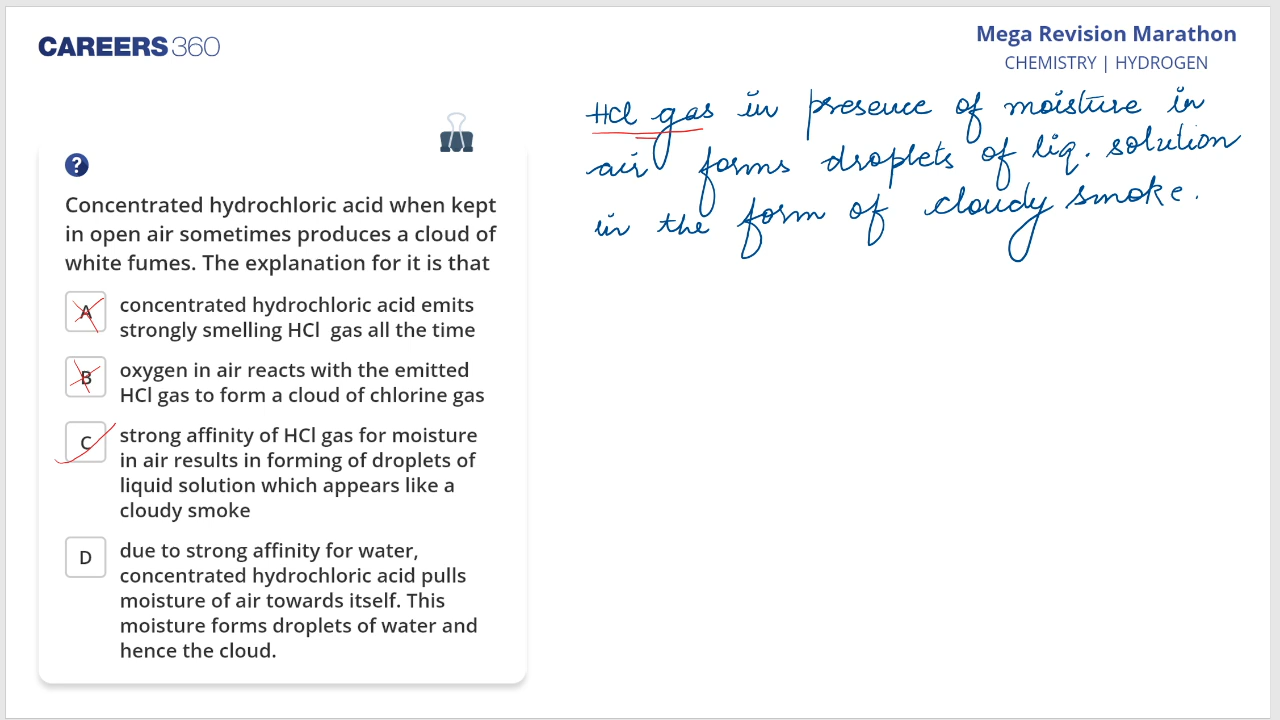 CAREERS360
Mega Revision Marathon
CHEMISTRY | HYDROGEN
?
Concentrated hydrochloric acid when kept
in open air sometimes produces a cloud of
white fumes. The explanation for it is that
A
concentrated hydrochloric acid emits
strongly smelling HCl gas all the time
B
oxygen in air reacts with the emitted
HCl gas to form a cloud of chlorine gas
C
strong affinity of HCl gas for moisture
in air results in forming of droplets of
liquid solution which appears like a
cloudy smoke
D
due to strong affinity for water,
concentrated hydrochloric acid pulls
moisture of air towards itself. This
moisture forms droplets of water and
hence the cloud.
HCl gas in presence of moisture in
air forms droplets of liq. solution
in the form of cloudy smoke.